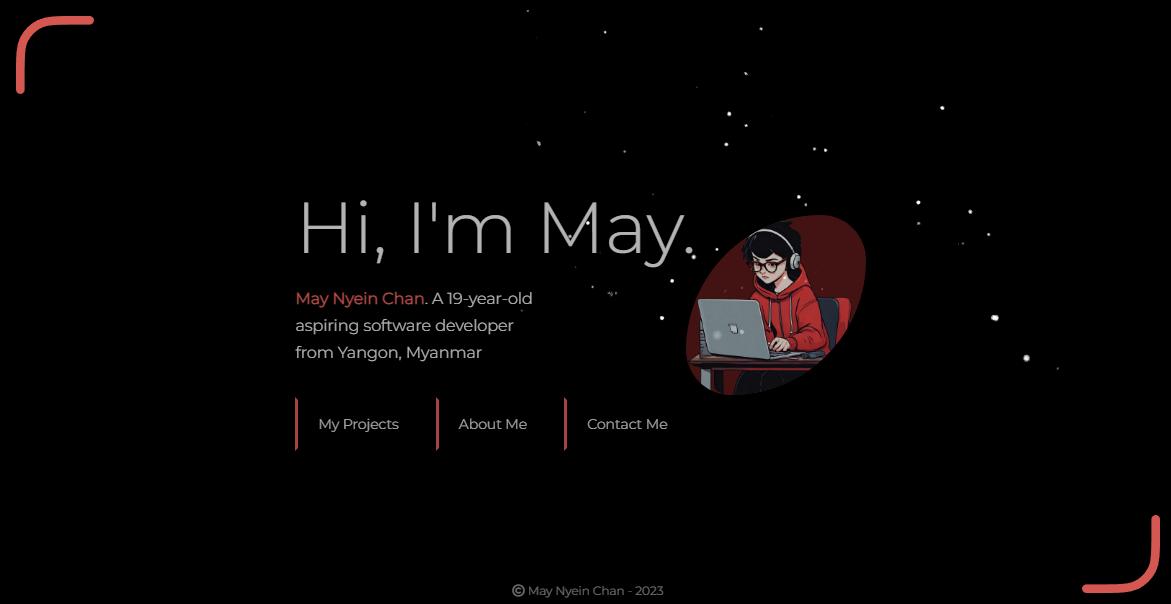 Hi, I'm May.
May Nyein Chan. A 19-year-old
aspiring software developer
from Yangon, Myanmar
My Projects
About Me
Contact Me
© May Nyein Chan - 2023